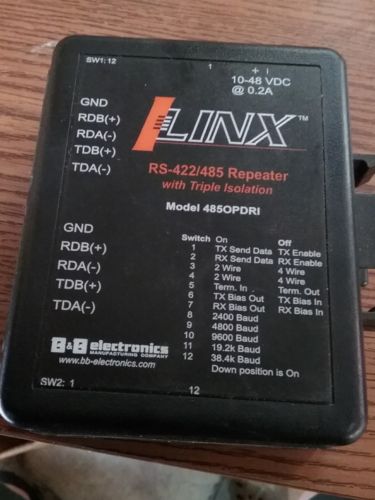 SW1: 12
1
+ -
10-48 VDC
@ 0.2A
GND
RDB(+)
RDA(-)
TDB(+)
TDA(-)
ILINX™
RS-422/485 Repeater
with Triple Isolation
Model 485OPDRI
GND
RDB(+)
RDA(-)
TDB(+)
TDA(-)
Switch On Off
1 TX Send Data TX Enable
2 RX Send Data RX Enable
3 2 Wire 4 Wire
4 2 Wire 4 Wire
5 Term. In Term. Out
6 TX Bias Out TX Bias In
7 RX Bias Out RX Bias In
8 2400 Baud
9 4800 Baud
10 9600 Baud
11 19.2k Baud
12 38.4k Baud
Down position is On
B&B electronics
MANUFACTURING COMPANY
www.bb-electronics.com
SW2: 1
12